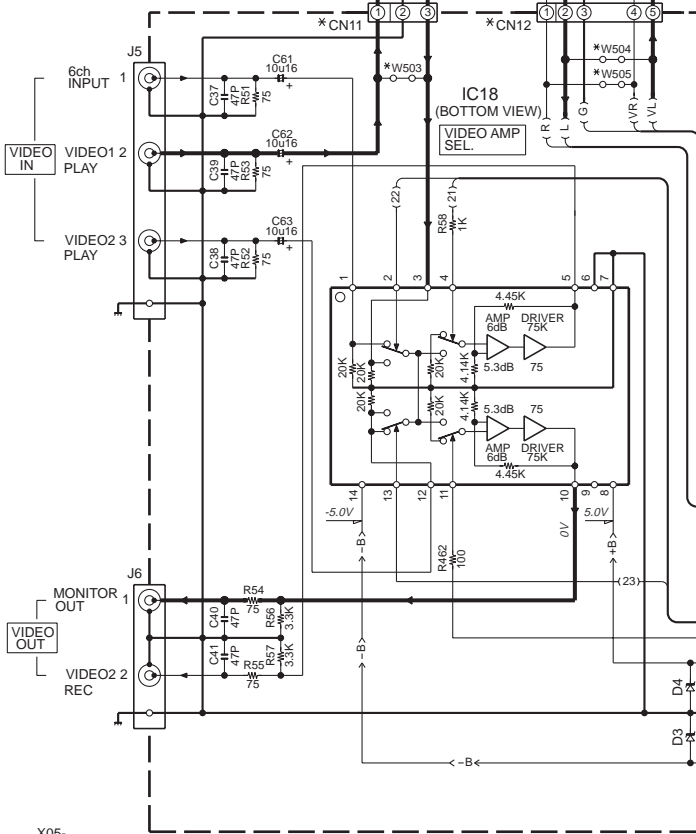 *CN11
1 2 3
*CN12
1 2 3 4 5
J5
6ch
INPUT 1
C61
10u16
+
C37
47P
R51
75
*W503
*W504
*W505
IC18
(BOTTOM VIEW)
VIDEO AMP
SEL.
R
L
G
(VR)
(VL)
VIDEO
IN
VIDEO1 2
PLAY
C62
10u16
+
C39
47P
R53
75
VIDEO2 3
PLAY
C63
10u16
+
C38
47P
R52
75
(22)
(21)
R58
1K
1 2 3 4 5 6 7
4.45K
AMP
6dB
DRIVER
75K
5.3dB
75
20K
20K
20K
4.14K
20K
20K
4.14K
5.3dB
75
AMP
6dB
DRIVER
75K
4.45K
14 13 12 11 10 9 8
-5.0V
0V
5.0V
-B
R462
100
+B
(23)
J6
MONITOR 1
OUT
R54
75
C40
47P
R56
3.3K
VIDEO
OUT
C41
47P
R57
3.3K
VIDEO2 2
REC
R55
75
-B
D4
D3
-B
X05-